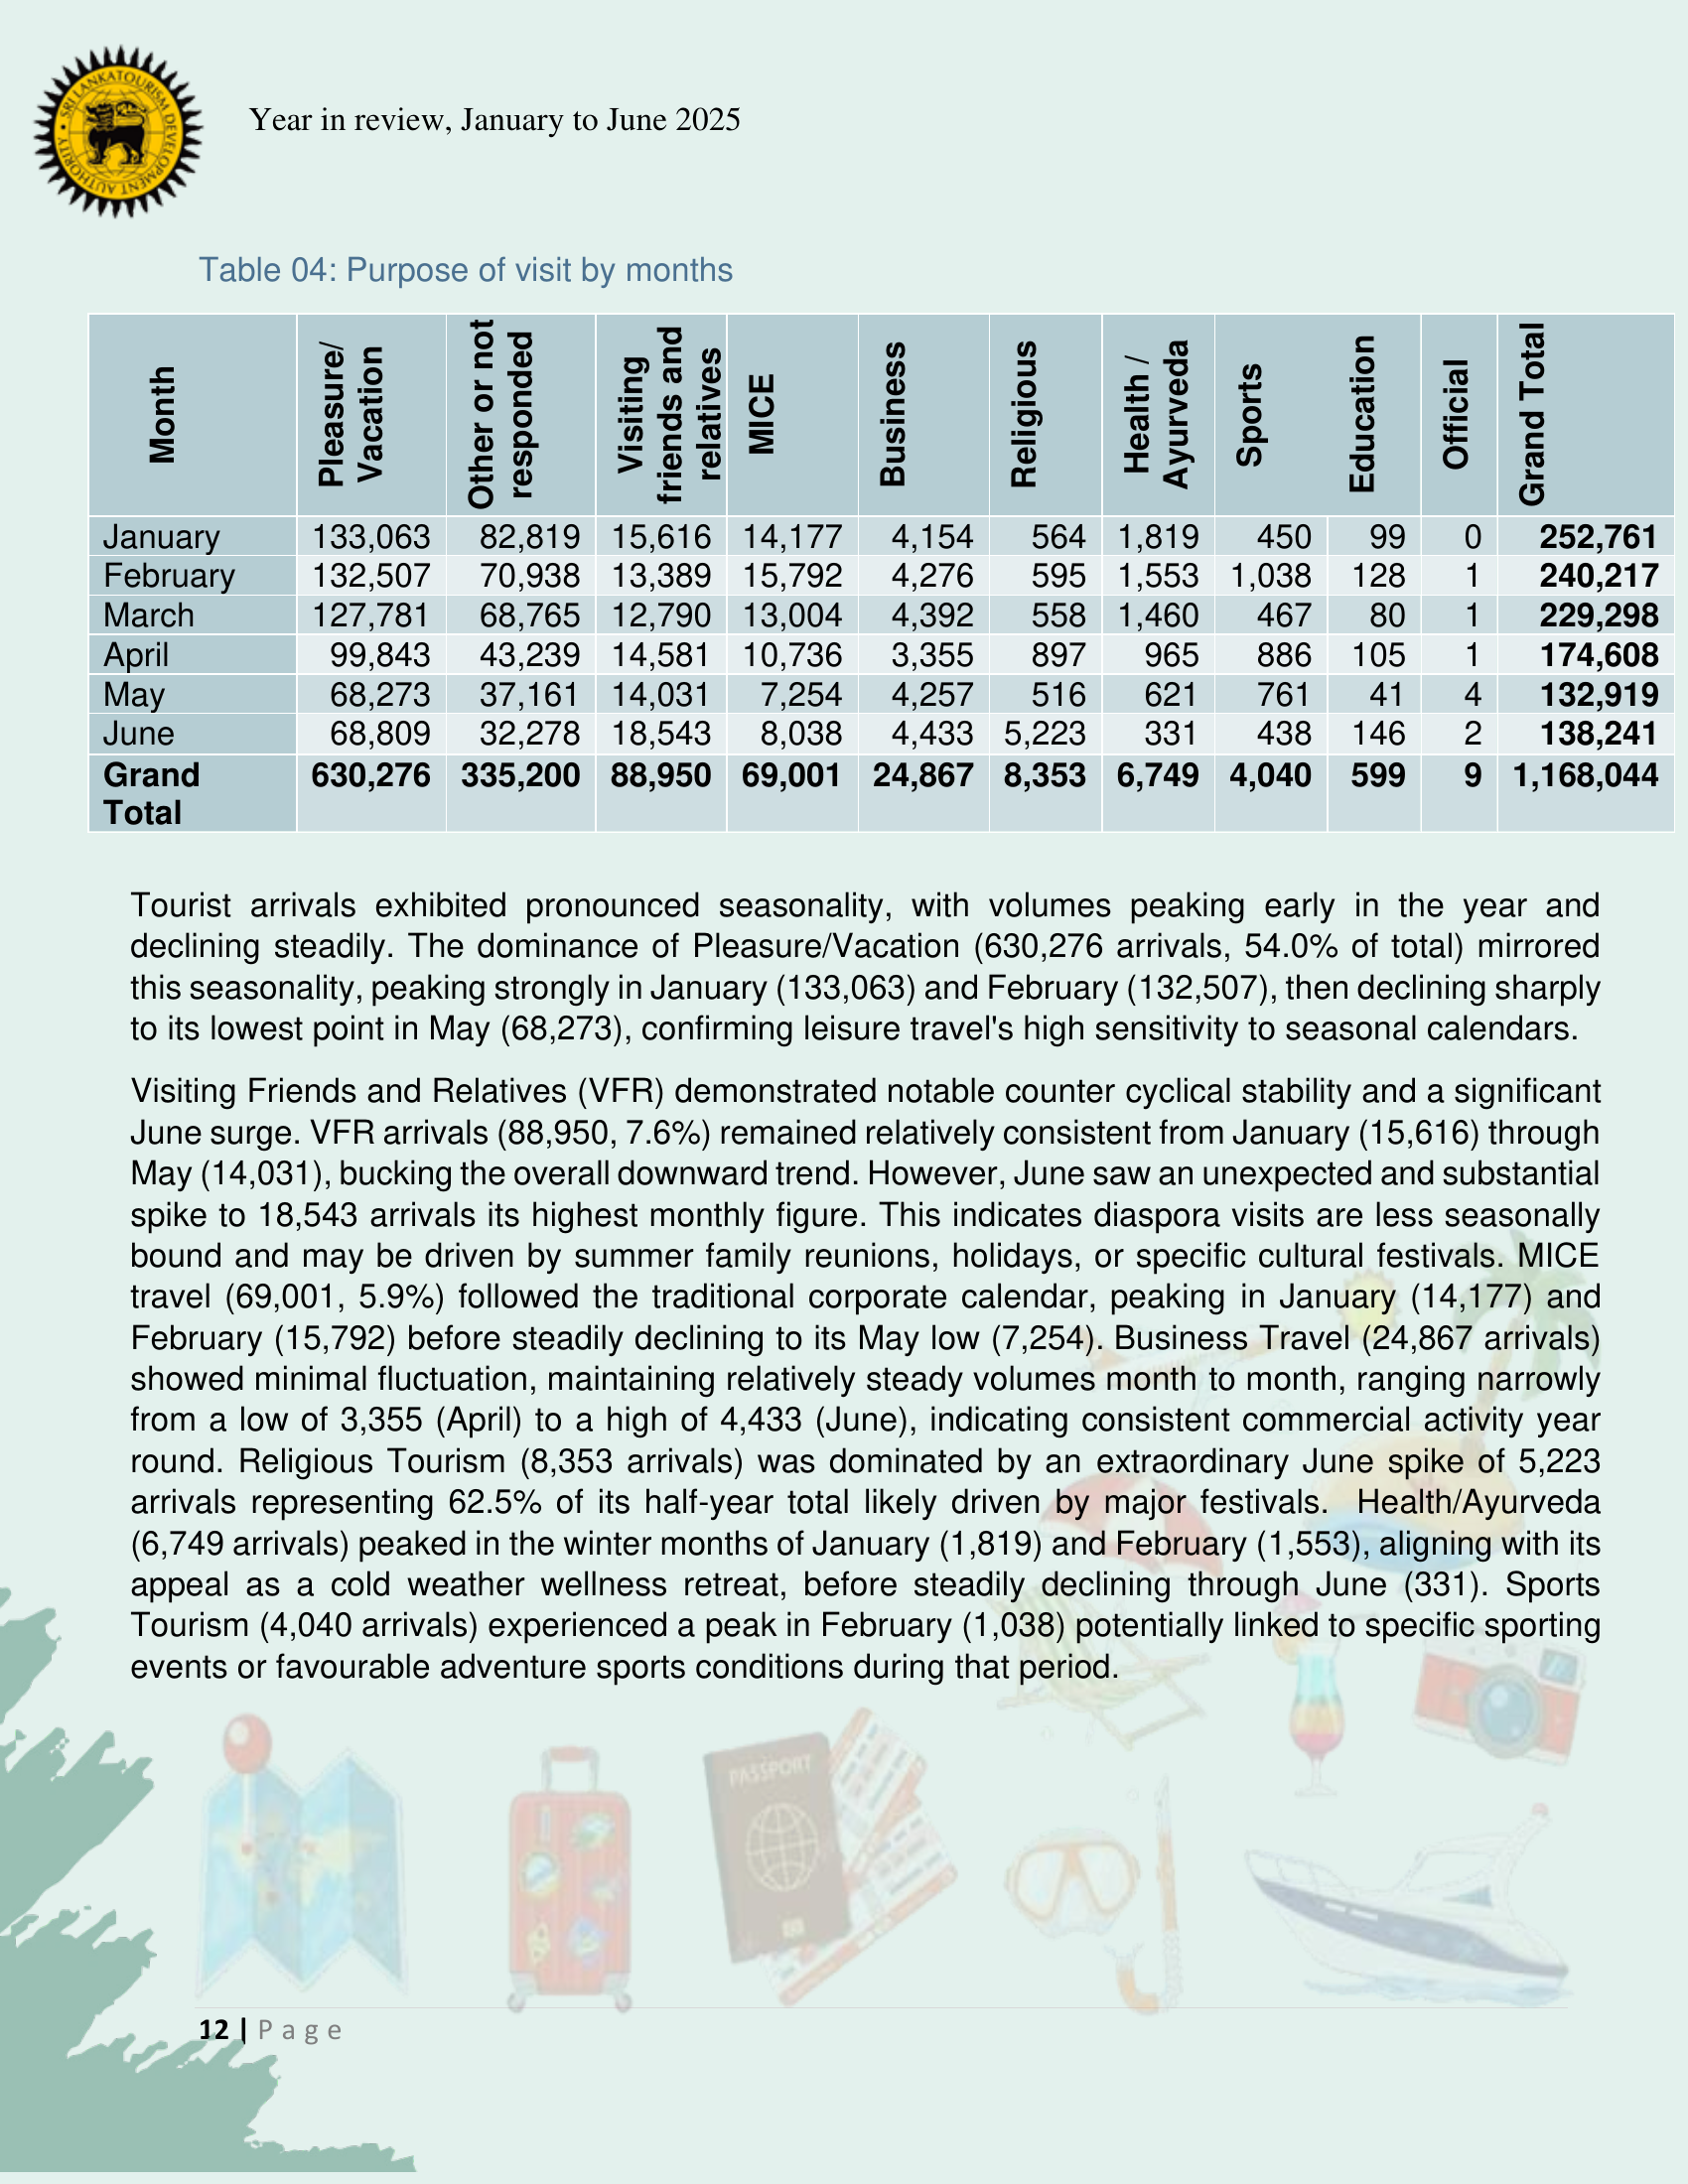 SRI LANKA TOURISM DEVELOPMENT AUTHORITY
Year in review, January to June 2025
Table 04: Purpose of visit by months
Month Pleasure/ Vacation Other or not responded Visiting friends and relatives MICE Business Religious Health / Ayurveda Sports Education Official Grand Total
January 133,063 82,819 15,616 14,177 4,154 564 1,819 450 99 0 252,761
February 132,507 70,938 13,389 15,792 4,276 595 1,553 1,038 128 1 240,217
March 127,781 68,765 12,790 13,004 4,392 558 1,460 467 80 1 229,298
April 99,843 43,239 14,581 10,736 3,355 897 965 886 105 1 174,608
May 68,273 37,161 14,031 7,254 4,257 516 621 761 41 4 132,919
June 68,809 32,278 18,543 8,038 4,433 5,223 331 438 146 2 138,241
Grand Total 630,276 335,200 88,950 69,001 24,867 8,353 6,749 4,040 599 9 1,168,044
Tourist arrivals exhibited pronounced seasonality, with volumes peaking early in the year and
declining steadily. The dominance of Pleasure/Vacation (630,276 arrivals, 54.0% of total) mirrored
this seasonality, peaking strongly in January (133,063) and February (132,507), then declining sharply
to its lowest point in May (68,273), confirming leisure travel's high sensitivity to seasonal calendars.
Visiting Friends and Relatives (VFR) demonstrated notable counter cyclical stability and a significant
June surge. VFR arrivals (88,950, 7.6%) remained relatively consistent from January (15,616) through
May (14,031), bucking the overall downward trend. However, June saw an unexpected and substantial
spike to 18,543 arrivals its highest monthly figure. This indicates diaspora visits are less seasonally
bound and may be driven by summer family reunions, holidays, or specific cultural festivals. MICE
travel (69,001, 5.9%) followed the traditional corporate calendar, peaking in January (14,177) and
February (15,792) before steadily declining to its May low (7,254). Business Travel (24,867 arrivals)
showed minimal fluctuation, maintaining relatively steady volumes month to month, ranging narrowly
from a low of 3,355 (April) to a high of 4,433 (June), indicating consistent commercial activity year
round. Religious Tourism (8,353 arrivals) was dominated by an extraordinary June spike of 5,223
arrivals representing 62.5% of its half-year total likely driven by major festivals. Health/Ayurveda
(6,749 arrivals) peaked in the winter months of January (1,819) and February (1,553), aligning with its
appeal as a cold weather wellness retreat, before steadily declining through June (331). Sports
Tourism (4,040 arrivals) experienced a peak in February (1,038) potentially linked to specific sporting
events or favourable adventure sports conditions during that period.
PASSPORT
12 | Page